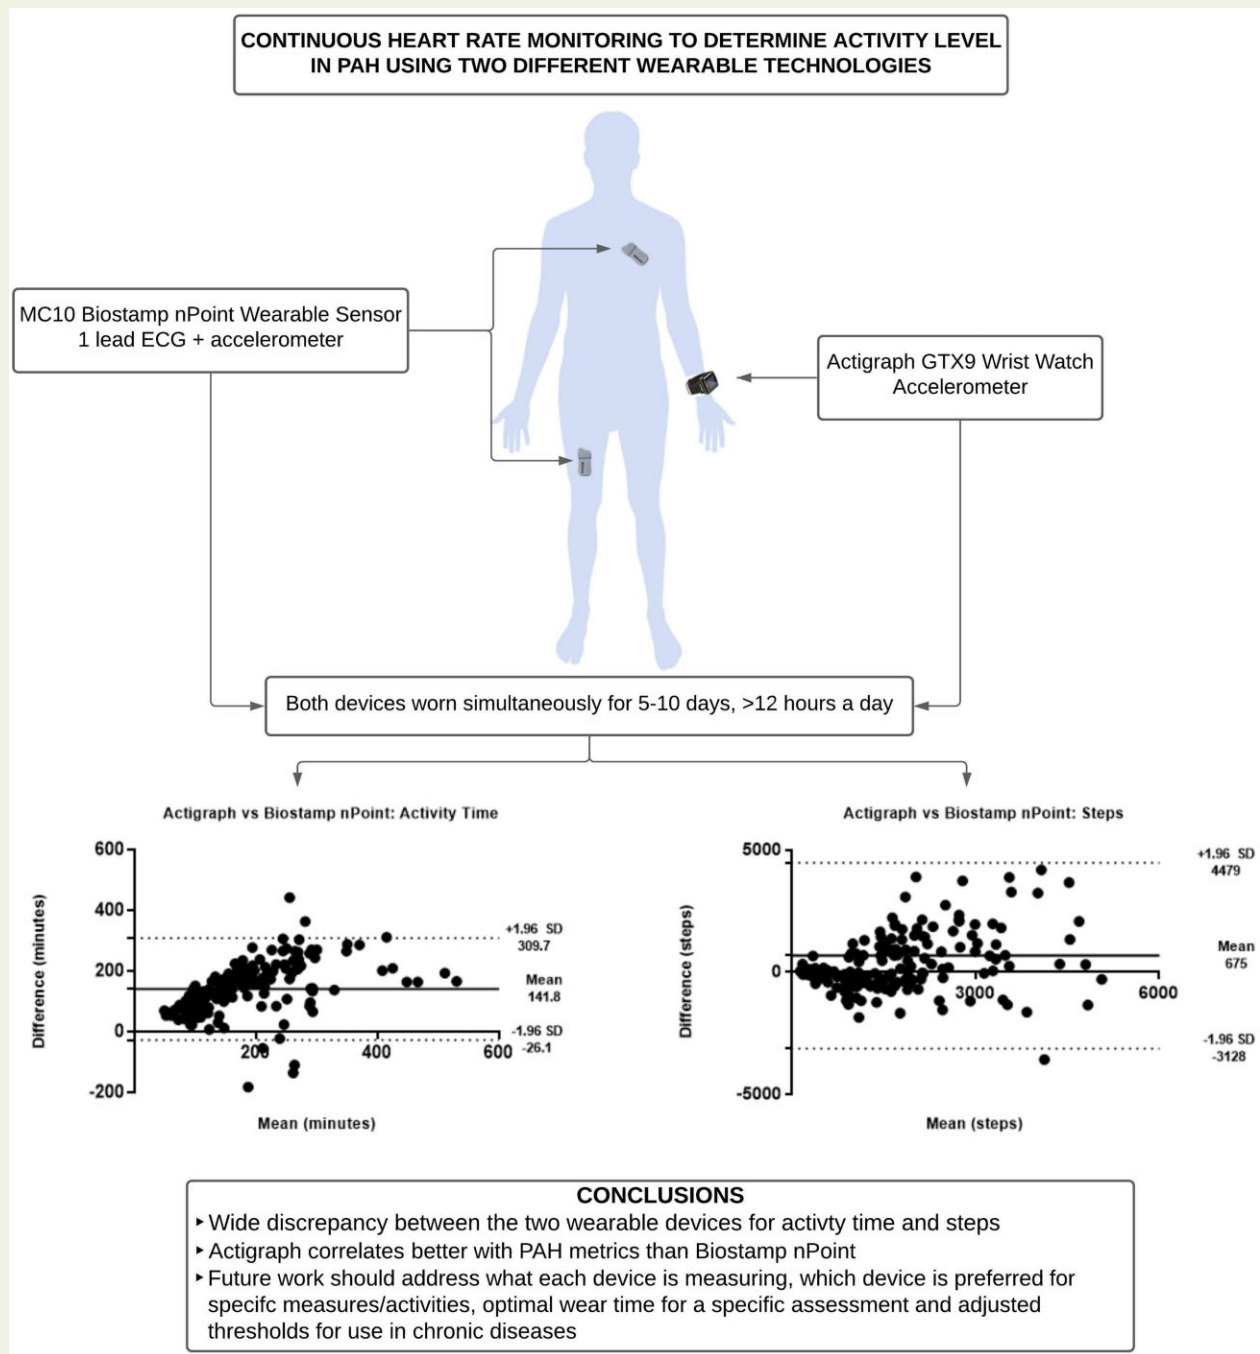 CONTINUOUS HEART RATE MONITORING TO DETERMINE ACTIVITY LEVEL
IN PAH USING TWO DIFFERENT WEARABLE TECHNOLOGIES
MC10 Biostamp nPoint Wearable Sensor
1 lead ECG + accelerometer
Actigraph GTX9 Wrist Watch
Accelerometer
Both devices worn simultaneously for 5-10 days, >12 hours a day
Actigraph vs Biostamp nPoint: Activity Time
600
400
200
0
-200
Difference (minutes)
200
400
600
Mean (minutes)
+1.96 SD
309.7
Mean
141.8
-1.96 SD
-26.1
Actigraph vs Biostamp nPoint: Steps
5000
0
-5000
Difference (steps)
3000
6000
Mean (steps)
+1.96 SD
4479
Mean
675
-1.96 SD
-3128
CONCLUSIONS
‣ Wide discrepancy between the two wearable devices for activty time and steps
‣ Actigraph correlates better with PAH metrics than Biostamp nPoint
‣ Future work should address what each device is measuring, which device is preferred for
specifc measures/activities, optimal wear time for a specific assessment and adjusted
thresholds for use in chronic diseases